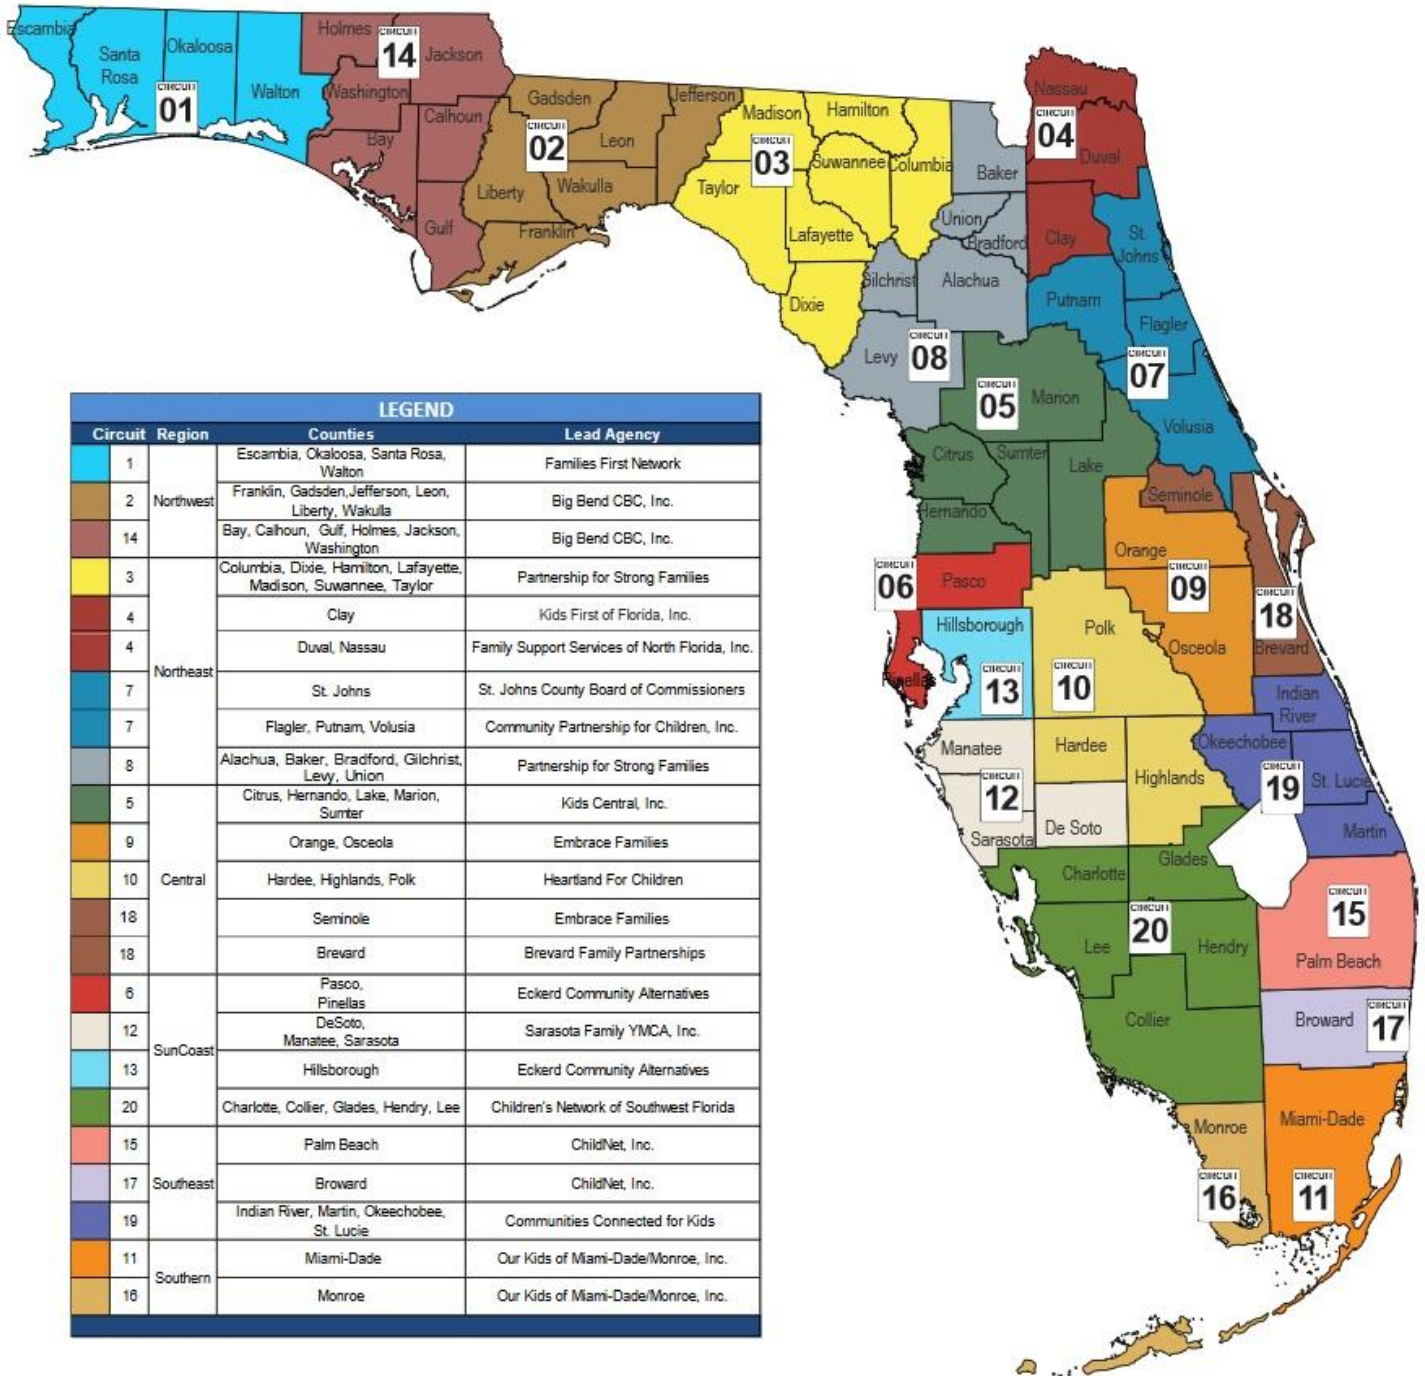 Escambia
Santa
Rosa
Okaloosa
Walton
CIRCUIT
01
Holmes
CIRCUIT
14
Jackson
Washington
Calhoun
Bay
Gulf
Gadsden
CIRCUIT
02
Leon
Jefferson
Liberty
Wakulla
Franklin
Madison
Hamilton
CIRCUIT
03
Suwannee
Columbia
Taylor
Lafayette
Dixie
Nassau
CIRCUIT
04
Duval
Clay
Baker
Union
Bradford
Gilchrist
Alachua
Levy
CIRCUIT
08
St.
Johns
Putnam
Flagler
CIRCUIT
07
Volusia
CIRCUIT
05
Marion
Citrus
Sumter
Lake
Hernando
Seminole
Orange
CIRCUIT
09
Osceola
CIRCUIT
18
Brevard
CIRCUIT
06
Pasco
Pinellas
Hillsborough
CIRCUIT
13
Polk
CIRCUIT
10
Hardee
Highlands
Manatee
CIRCUIT
12
Sarasota
De Soto
Indian
River
Okeechobee
CIRCUIT
19
St. Lucie
Martin
Charlotte
Glades
CIRCUIT
20
Lee
Hendry
Collier
CIRCUIT
15
Palm Beach
Broward
CIRCUIT
17
Miami-Dade
CIRCUIT
11
Monroe
CIRCUIT
16
LEGEND
Circuit Region Counties Lead Agency
1 Escambia, Okaloosa, Santa Rosa,
Walton Families First Network
Northwest
2 Franklin, Gadsden,Jefferson, Leon,
Liberty, Wakulla Big Bend CBC, Inc.
14 Bay, Calhoun, Gulf, Holmes, Jackson,
Washington Big Bend CBC, Inc.
3 Columbia, Dixie, Hamilton, Lafayette,
Madison, Suwannee, Taylor Partnership for Strong Families
4 Clay Kids First of Florida, Inc.
4 Duval, Nassau Family Support Services of North Florida, Inc.
Northeast
7 St. Johns St. Johns County Board of Commissioners
7 Flagler, Putnam, Volusia Community Partnership for Children, Inc.
8 Alachua, Baker, Bradford, Gilchrist,
Levy, Union Partnership for Strong Families
5 Citrus, Hernando, Lake, Marion,
Sumter Kids Central, Inc.
9 Orange, Osceola Embrace Families
10 Central Hardee, Highlands, Polk Heartland For Children
18 Seminole Embrace Families
18 Brevard Brevard Family Partnerships
6 Pasco,
Pinellas Eckerd Community Alternatives
12 DeSoto,
Manatee, Sarasota Sarasota Family YMCA, Inc.
SunCoast
13 Hillsborough Eckerd Community Alternatives
20 Charlotte, Collier, Glades, Hendry, Lee Children's Network of Southwest Florida
15 Palm Beach ChildNet, Inc.
17 Southeast Broward ChildNet, Inc.
19 Indian River, Martin, Okeechobee,
St. Lucie Communities Connected for Kids
11 Miami-Dade Our Kids of Miami-Dade/Monroe, Inc.
Southern
16 Monroe Our Kids of Miami-Dade/Monroe, Inc.